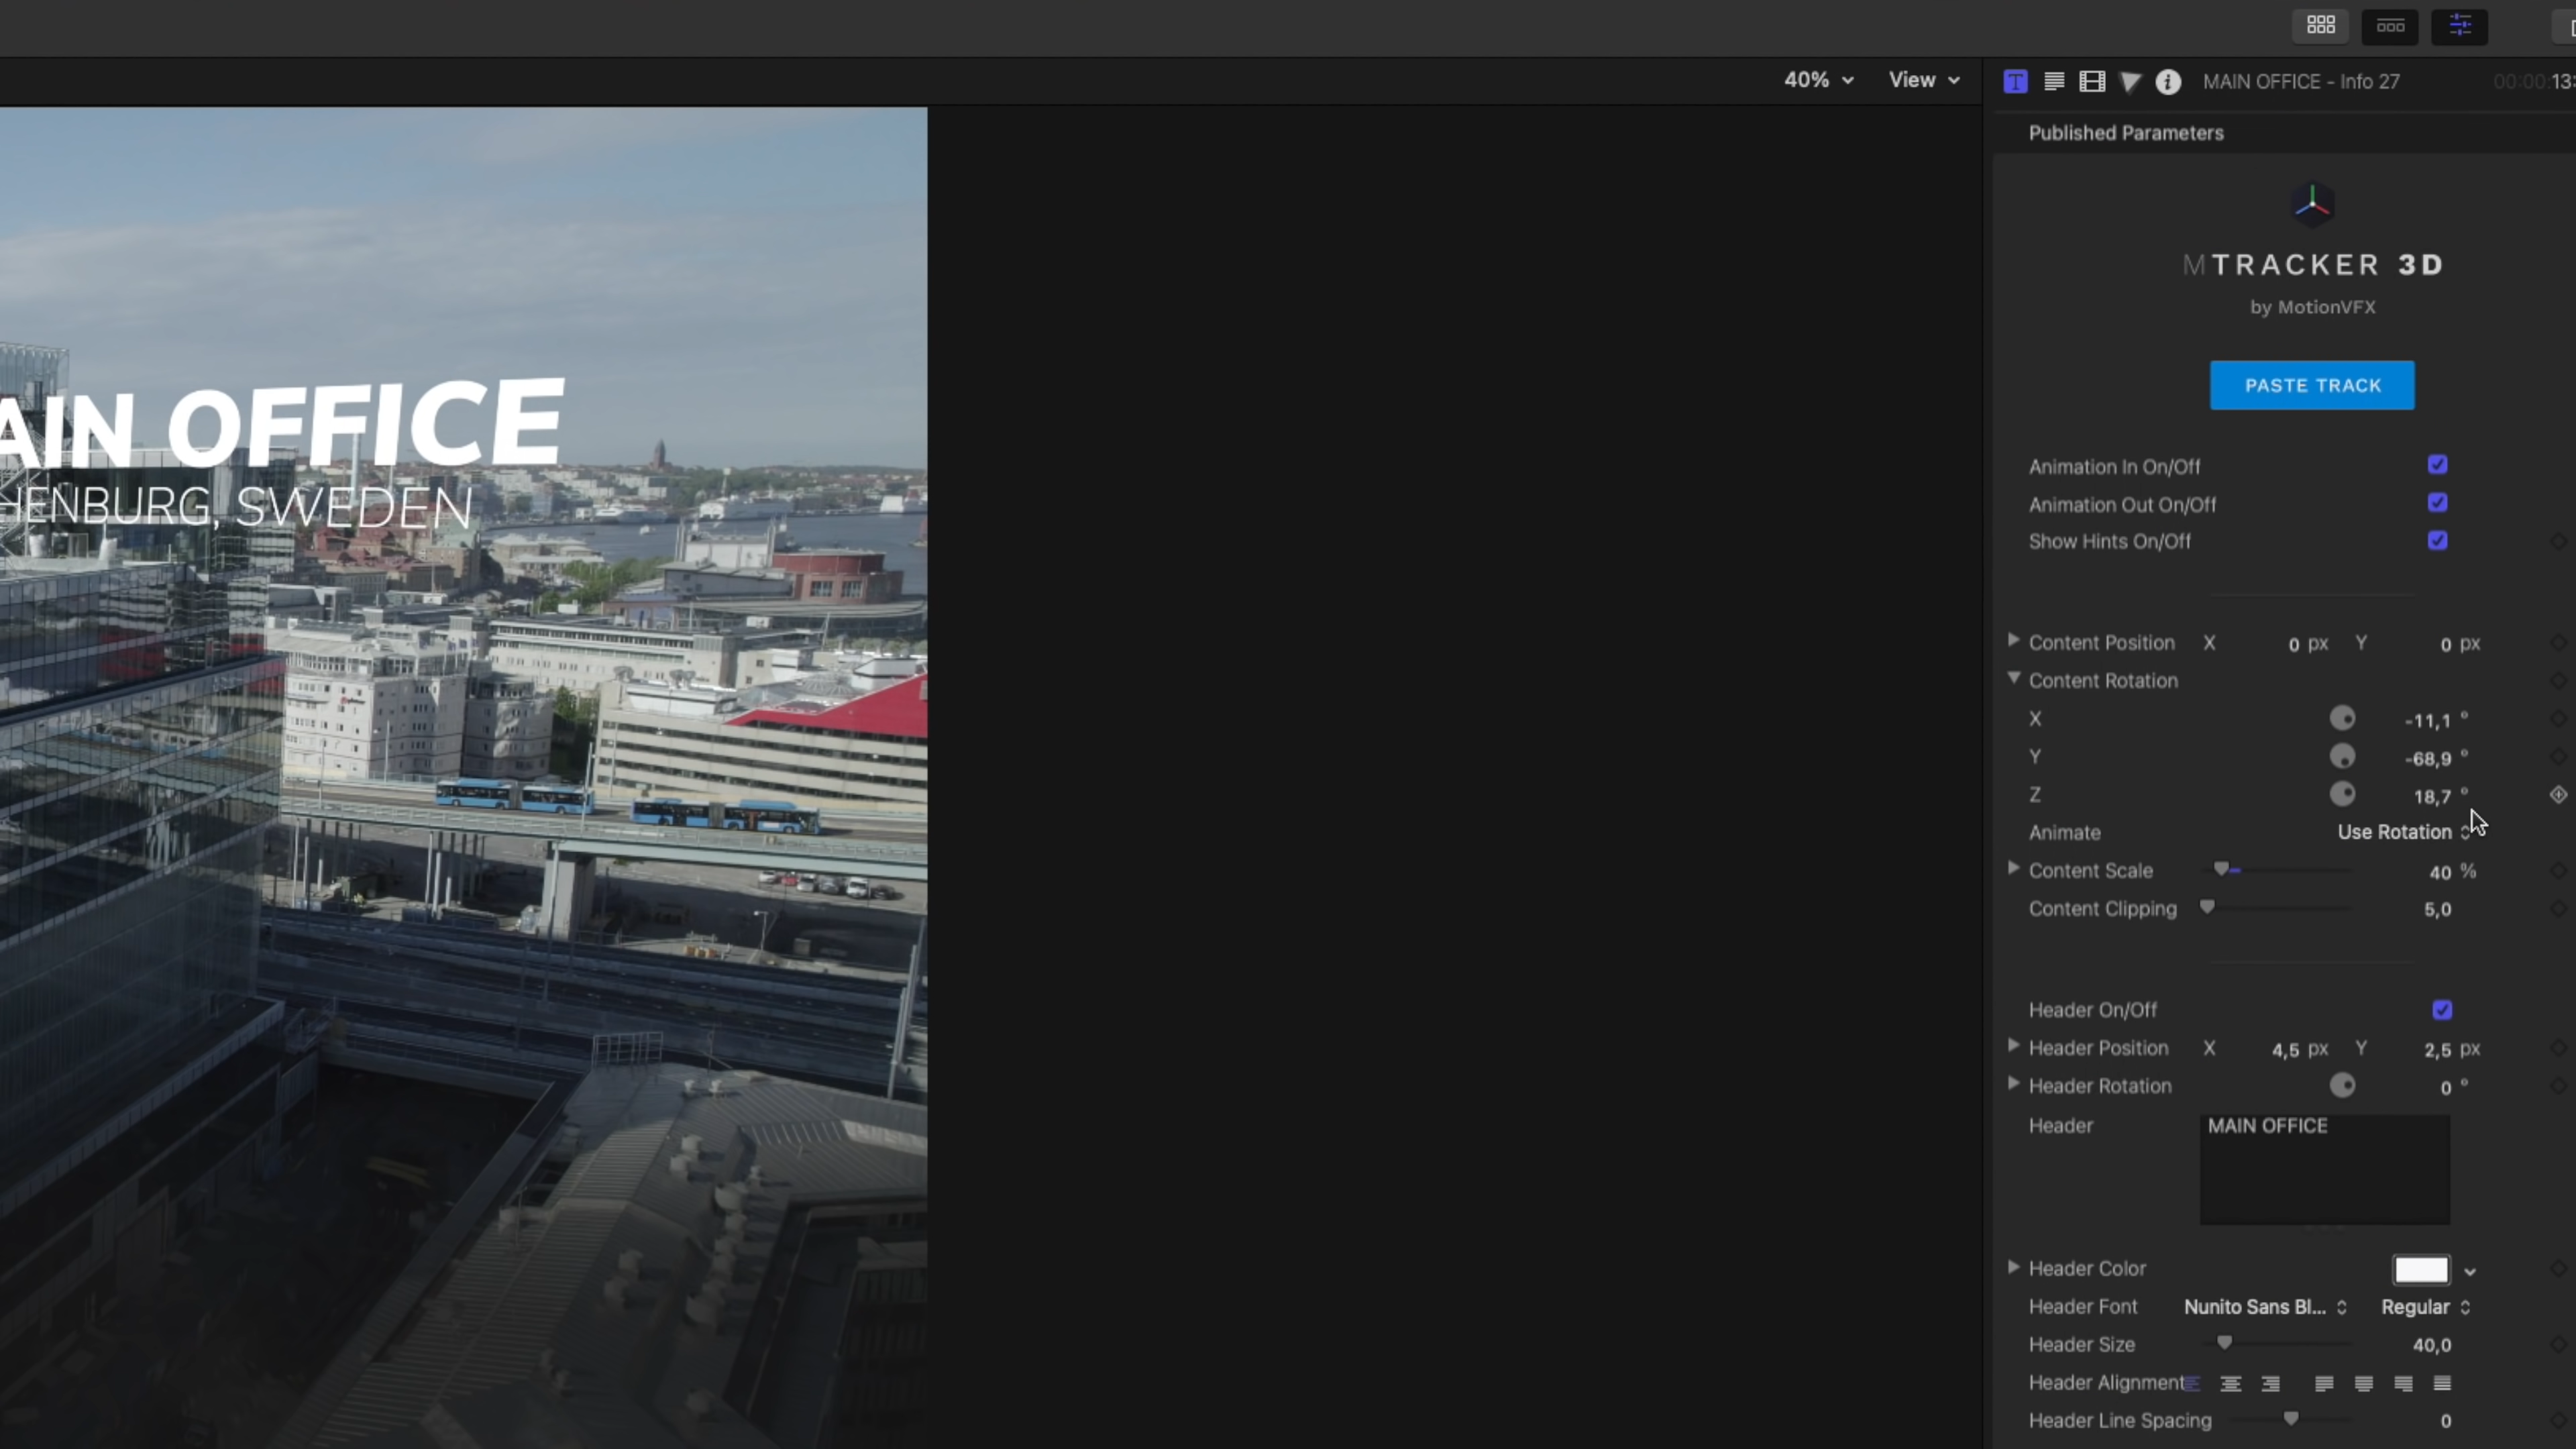 40% View
MAIN OFFICE - Info 27
00:00:13:
Published Parameters
MTRACKER 3D
by MotionVFX
PASTE TRACK
Animation In On/Off
Animation Out On/Off
Show Hints On/Off
Content Position X 0 px Y 0 px
Content Rotation
X -11,1 °
Y -68,9 °
Z 18,7 °
Animate Use Rotation
Content Scale 40 %
Content Clipping 5,0
Header On/Off
Header Position X 4,5 px Y 2,5 px
Header Rotation 0 °
Header MAIN OFFICE
Header Color
Header Font Nunito Sans Bl... Regular
Header Size 40,0
Header Alignment
Header Line Spacing 0
AIN OFFICE
HENBURG, SWEDEN